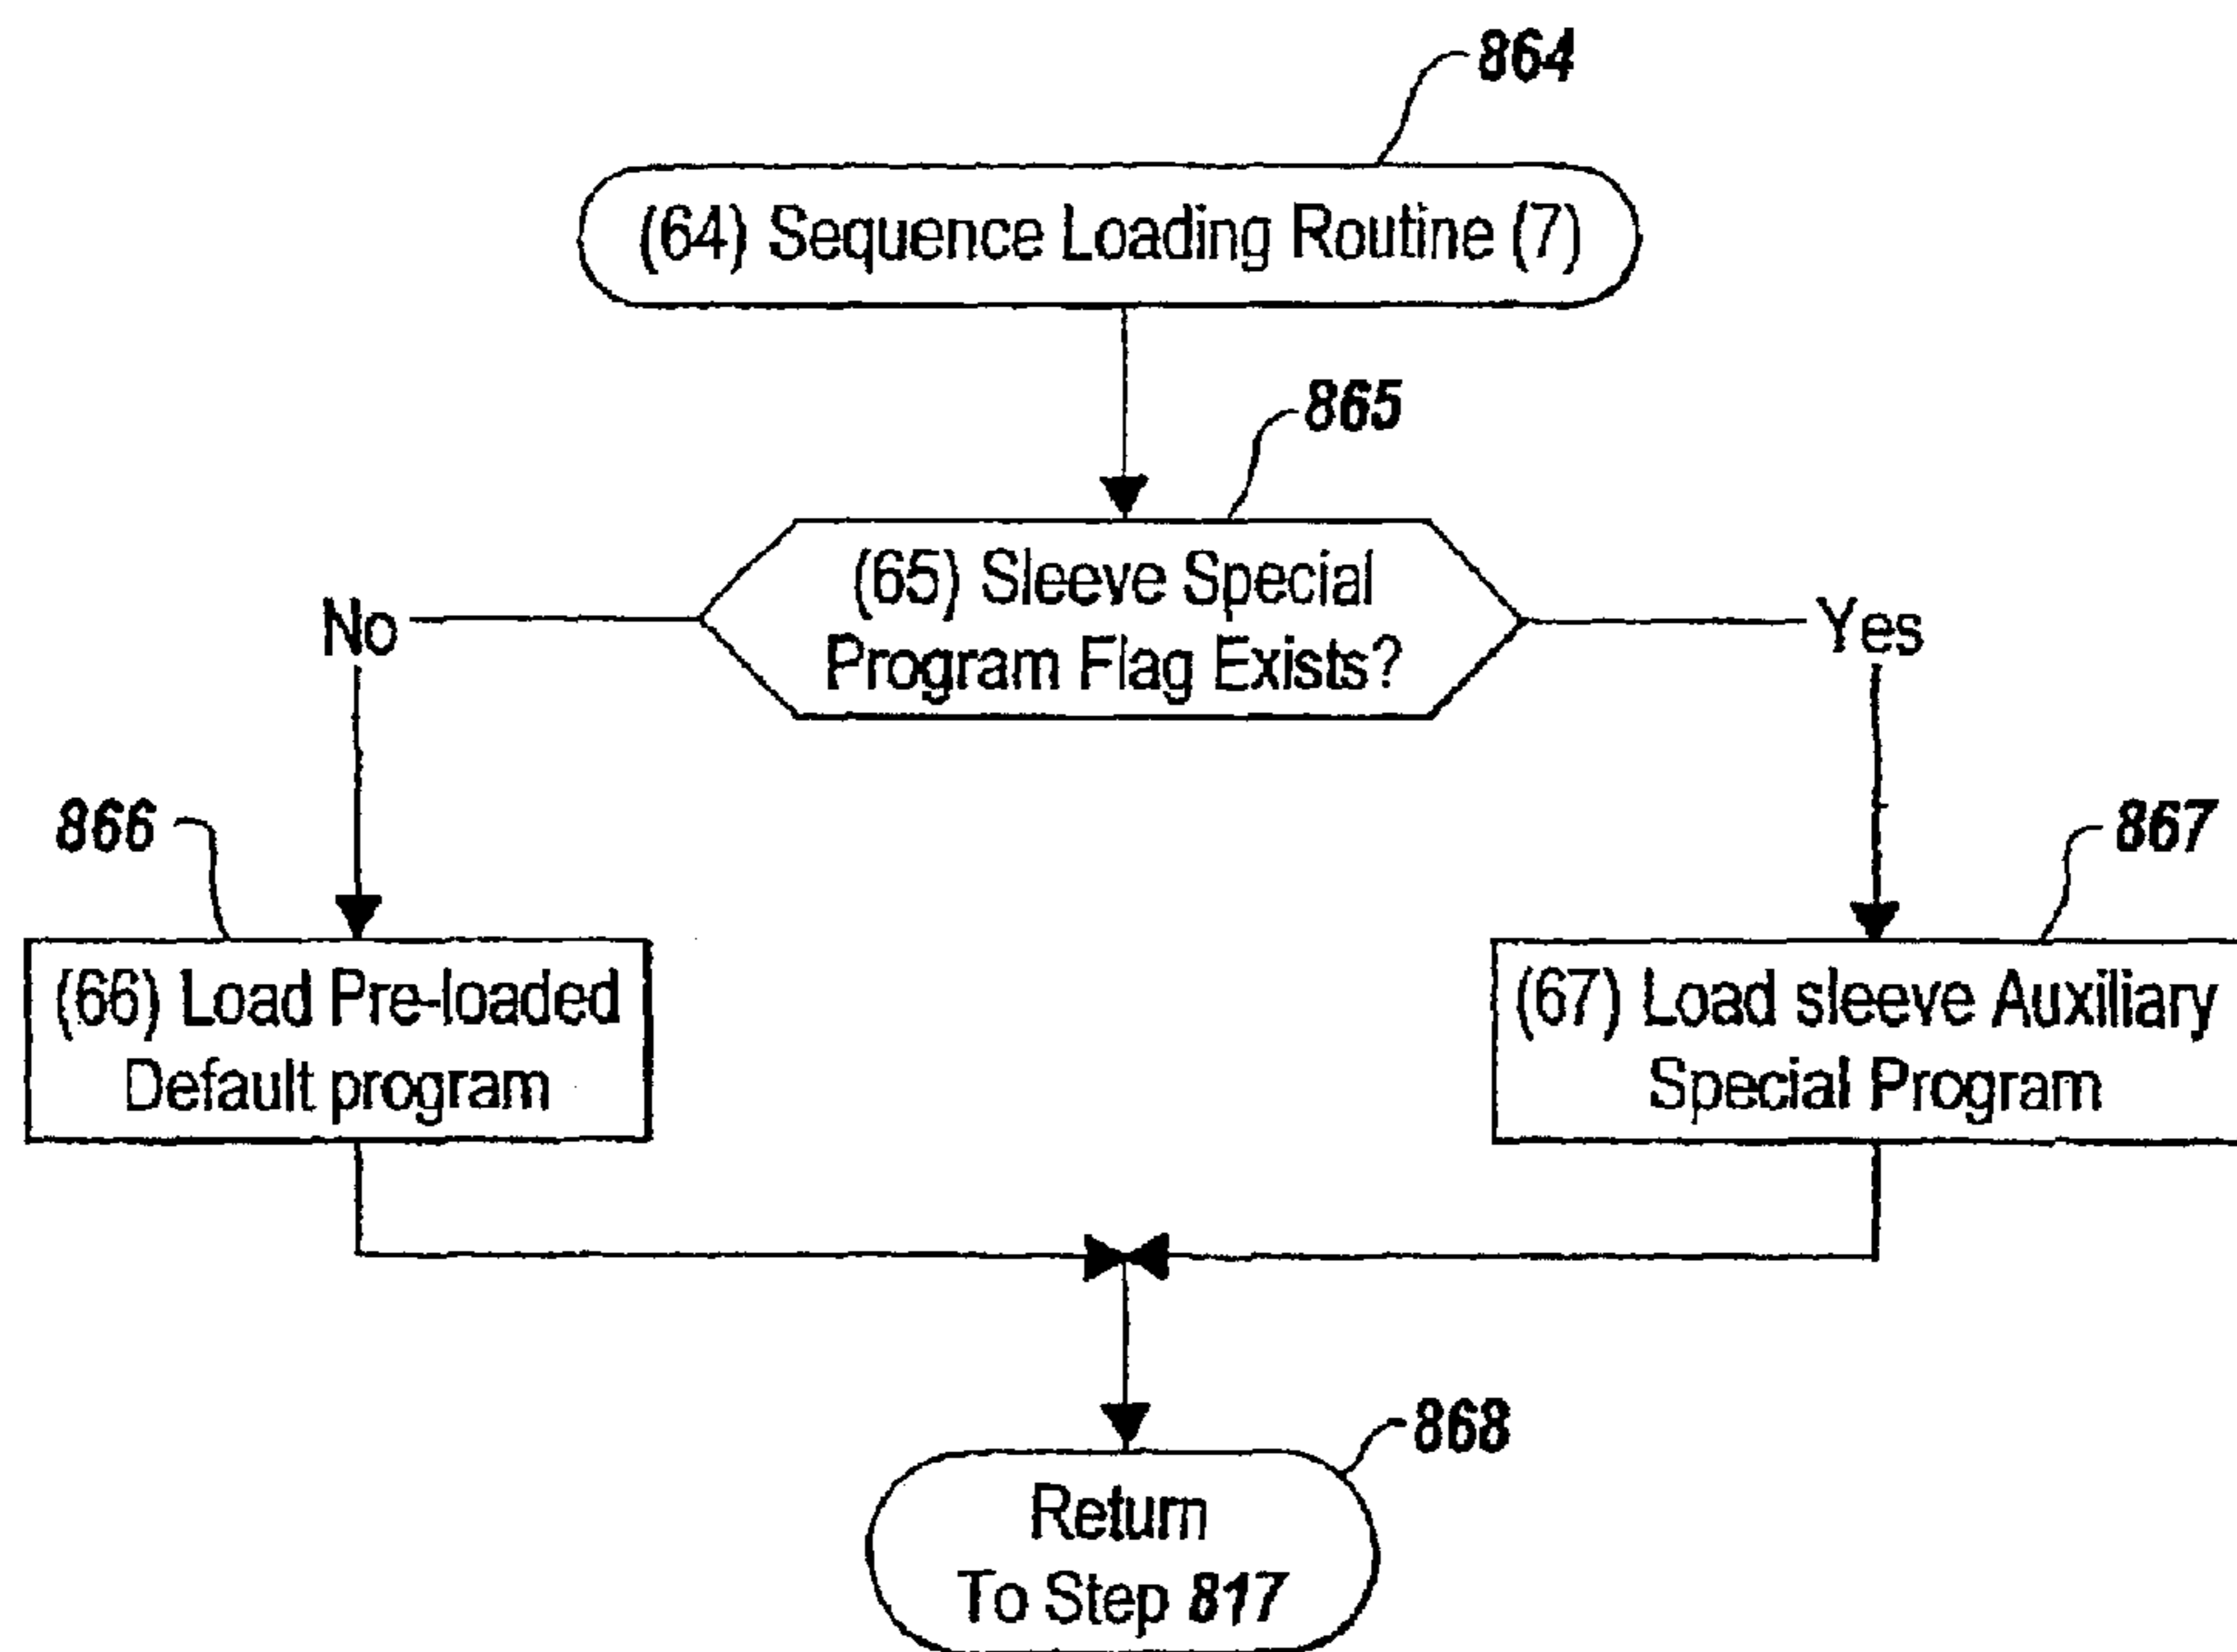 864
(64) Sequence Loading Routine (7)
865
(65) Sleeve Special
Program Flag Exists?
No
Yes
866
867
(66) Load Pre-loaded
Default program
(67) Load sleeve Auxiliary
Special Program
868
Return
To Step 817